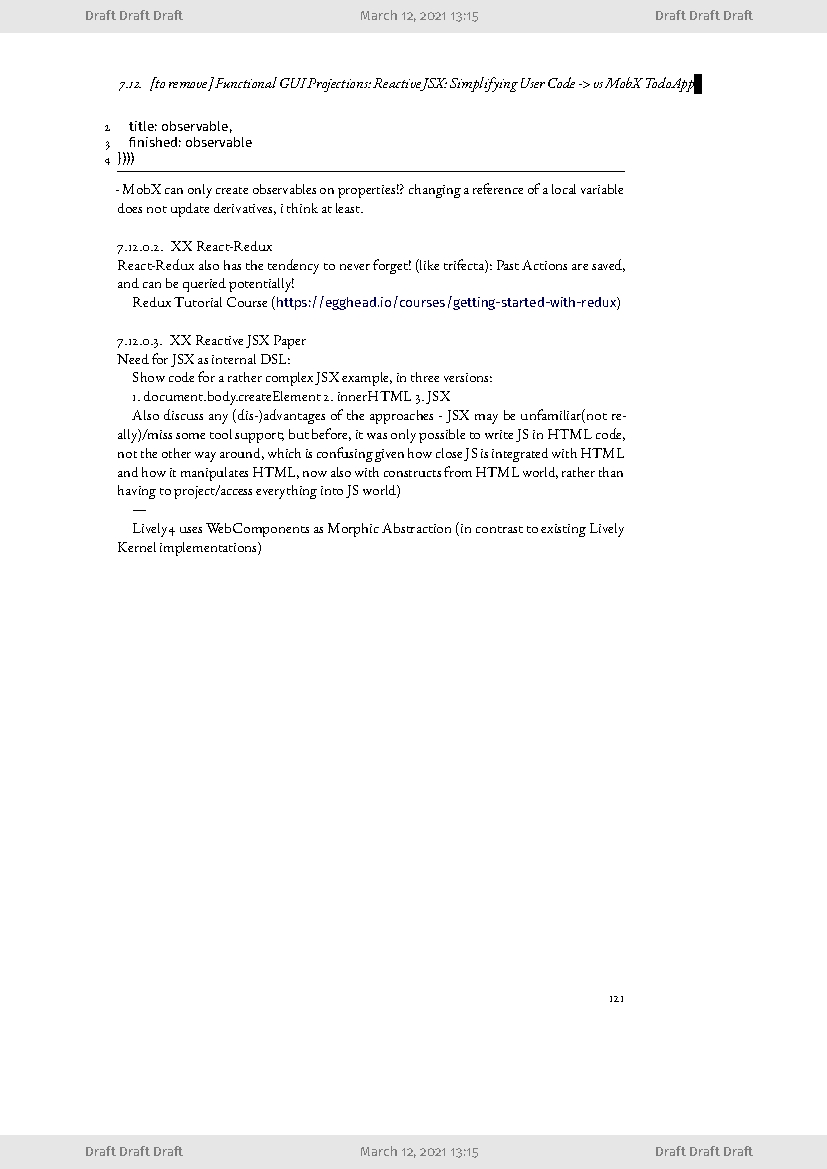 Draft Draft Draft March 12, 2021 13:15 Draft Draft Draft
7.12. [to remove] Functional GUI Projections: Reactive JSX: Simplifying User Code -> vs MobX TodoApp
2 title: observable,
3 finished: observable
4 })))
- MobX can only create observables on properties!? changing a reference of a local variable
does not update derivatives, i think at least.
7.12.0.2. XX React-Redux
React-Redux also has the tendency to never forget! (like trifecta): Past Actions are saved,
and can be queried potentially!
Redux Tutorial Course (https://egghead.io/courses/getting-started-with-redux)
7.12.0.3. XX Reactive JSX Paper
Need for JSX as internal DSL:
Show code for a rather complex JSX example, in three versions:
1. document.body.createElement 2. innerHTML 3. JSX
Also discuss any (dis-)advantages of the approaches - JSX may be unfamiliar(not re-
ally)/miss some tool support; but before, it was only possible to write JS in HTML code,
not the other way around, which is confusing given how close JS is integrated with HTML
and how it manipulates HTML, now also with constructs from HTML world, rather than
having to project/access everything into JS world)
—
Lively4 uses WebComponents as Morphic Abstraction (in contrast to existing Lively
Kernel implementations)
121
Draft Draft Draft March 12, 2021 13:15 Draft Draft Draft